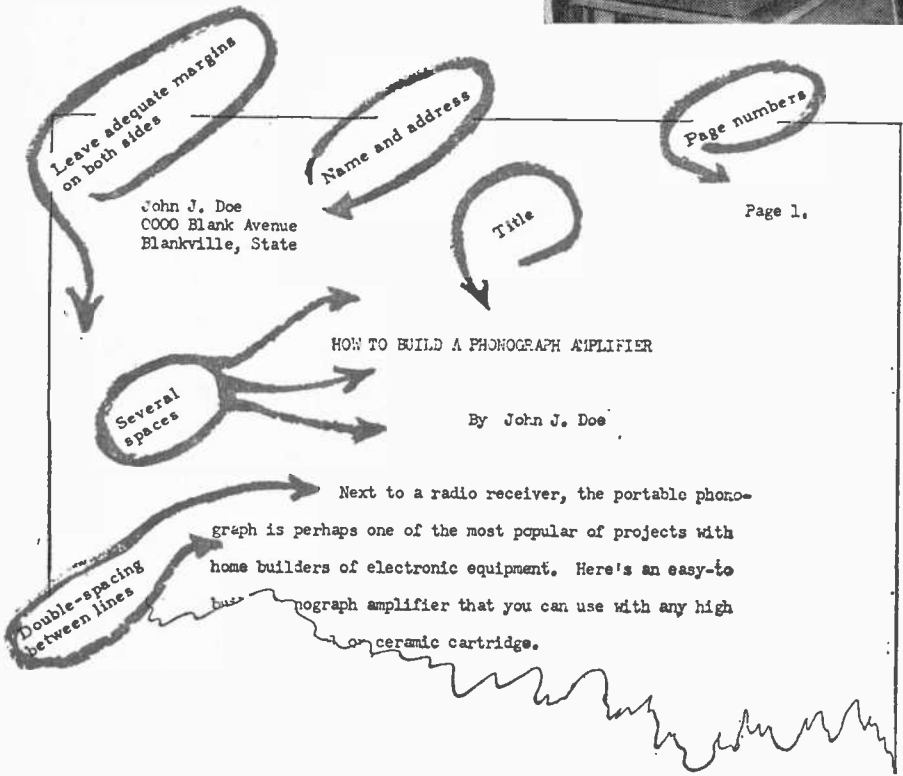 Leave adequate margins
on both sides
Name and address
Page numbers
John J. Doe
0000 Blank Avenue
Blankville, State
Title
Page 1.
HOW TO BUILD A PHONOGRAPH AMPLIFIER
Several
spaces
By John J. Doe
Next to a radio receiver, the portable phono-
graph is perhaps one of the most popular of projects with
home builders of electronic equipment. Here's an easy-to
Double-spacing
between lines
nograph amplifier that you can use with any high
or ceramic cartridge.